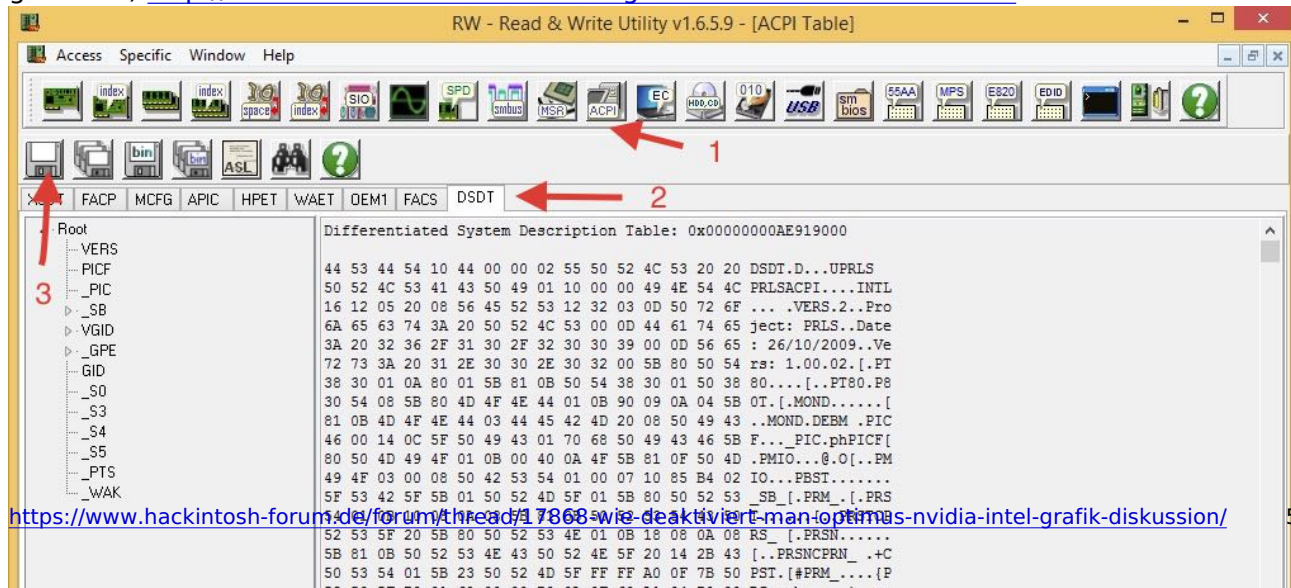 RW - Read & Write Utility v1.6.5.9 - [ACPI Table]
Access Specific Window Help
index index space index SIO SPD smbus MSR ACPI EC HDD,CD 010 USB sm bios 55AA MPS E820 EDID
1
bin bin ASL
FACP MCFG APIC HPET WAET OEM1 FACS DSDT
2
3
Root
VERS
PICF
_PIC
_SB
VGID
_GPE
GID
_S0
_S3
_S4
_S5
_PTS
_WAK
Differentiated System Description Table: 0x00000000AE919000
44 53 44 54 10 44 00 00 02 55 50 52 4C 53 20 20 DSDT.D...UPRLS
50 52 4C 53 41 43 50 49 01 10 00 00 49 4E 54 4C PRLSACPI....INTL
16 12 05 20 08 56 45 52 53 12 32 03 0D 50 72 6F ... .VERS.2..Pro
6A 65 63 74 3A 20 50 52 4C 53 00 0D 44 61 74 65 ject: PRLS..Date
3A 20 32 36 2F 31 30 2F 32 30 30 39 00 0D 56 65 : 26/10/2009..Ve
72 73 3A 20 31 2E 30 30 2E 30 32 00 5B 80 50 54 rs: 1.00.02.[.PT
38 30 01 0A 80 01 5B 81 0B 50 54 38 30 01 50 38 80....[..PT80.P8
30 54 08 5B 80 4D 4F 4E 44 01 0B 90 09 0A 04 5B 0T.[.MOND......[
81 0B 4D 4F 4E 44 03 44 45 42 4D 20 08 50 49 43 ..MOND.DEBM .PIC
46 00 14 0C 5F 50 49 43 01 70 68 50 49 43 46 5B F..._PIC.phPICF[
80 50 4D 49 4F 01 0B 00 40 0A 4F 5B 81 0F 50 4D .PMIO...@.O[..PM
49 4F 03 00 08 50 42 53 54 01 00 07 10 85 B4 02 IO...PBST.......
5F 53 42 5F 5B 01 50 52 4D 5F 01 5B 80 50 52 53 _SB_[.PRM_.[.PRS
https://www.hackintosh-forum.de/forum/thread/17868-wie-deaktiviert-man-optimus-nvidia-intel-grafik-diskussion/ 5
52 53 5F 20 5B 80 50 52 53 4E 01 0B 18 08 0A 08 RS_ [.PRSN......
5B 81 0B 50 52 53 4E 43 50 52 4E 5F 20 14 2B 43 [..PRSNCPRN_ .+C
50 53 54 01 5B 23 50 52 4D 5F FF FF A0 0F 7B 50 PST.[#PRM_....{P